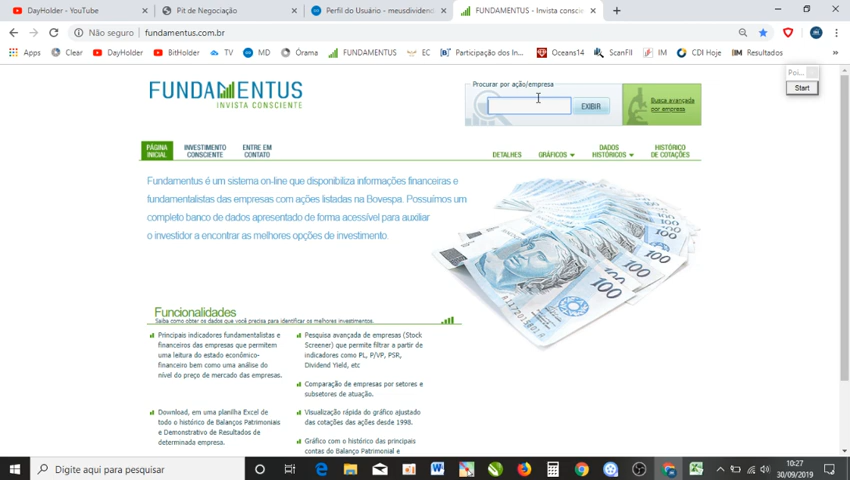 DayHolder - YouTube
Pit de Negociação
Perfil do Usuário - meusdividend
FUNDAMENTUS - Invista conscie
Não seguro | fundamentus.com.br
Apps
Clear
DayHolder
BitHolder
TV
MD
Órama
FUNDAMENTUS
EC
Participação dos In...
Oceans14
ScanFII
IM
CDI Hoje
Resultados
Poi...
Start
FUNDAMENTUS
INVISTA CONSCIENTE
Procurar por ação/empresa
EXIBIR
Busca avançada
por empresa
PÁGINA
INICIAL
INVESTIMENTO
CONSCIENTE
ENTRE EM
CONTATO
DETALHES
GRÁFICOS
DADOS
HISTÓRICOS
HISTÓRICO
DE COTAÇÕES
Fundamentus é um sistema on-line que disponibiliza informações financeiras e
fundamentalistas das empresas com ações listadas na Bovespa. Possuímos um
completo banco de dados apresentado de forma acessível para auxiliar
o investidor a encontrar as melhores opções de investimento.
100
100
100
100
Funcionalidades
Saiba como obter os dados que você precisa para identificar os melhores investimentos.
Principais indicadores fundamentalistas e
financeiros das empresas que permitem
uma leitura do estado econômico-
financeiro bem como uma análise do
nível do preço de mercado das empresas.
Download, em uma planilha Excel de
todo o histórico de Balanços Patrimoniais
e Demonstrativo de Resultados de
determinada empresa.
Pesquisa avançada de empresas (Stock
Screener) que permite filtrar a partir de
indicadores como PL, P/VP, PSR,
Dividend Yield, etc
Comparação de empresas por setores e
subsetores de atuação.
Visualização rápida do gráfico ajustado
das cotações das ações desde 1998.
Gráfico com o histórico das principais
contas do Balanço Patrimonial e
Digite aqui para pesquisar
10:27
30/09/2019